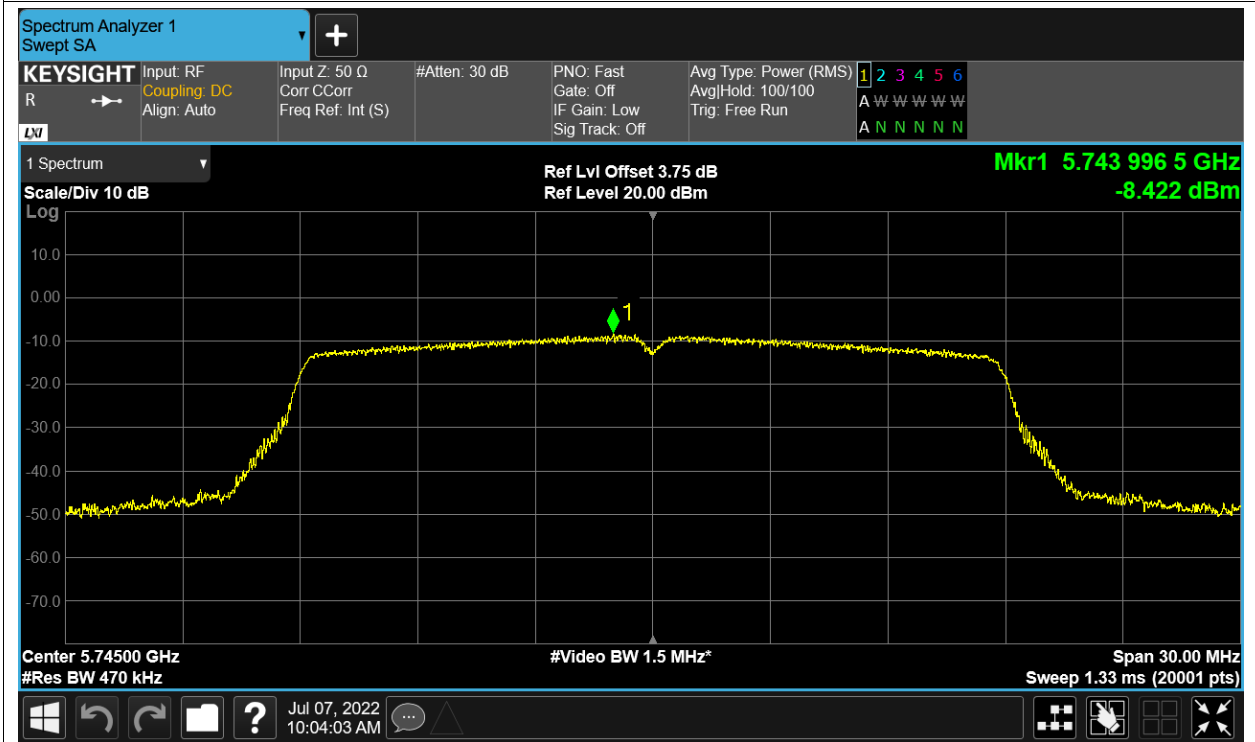 Spectrum Analyzer 1
Swept SA
+
KEYSIGHT
R
LXI
Input: RF
Coupling: DC
Align: Auto
Input Z: 50 Ω
Corr CCorr
Freq Ref: Int (S)
#Atten: 30 dB
PNO: Fast
Gate: Off
IF Gain: Low
Sig Track: Off
Avg Type: Power (RMS)
Avg|Hold: 100/100
Trig: Free Run
1 2 3 4 5 6
A W W W W W
A N N N N N
1 Spectrum
Scale/Div 10 dB
Log
Ref Lvl Offset 3.75 dB
Ref Level 20.00 dBm
Mkr1 5.743 996 5 GHz
-8.422 dBm
10.0
0.00
-10.0
-20.0
-30.0
-40.0
-50.0
-60.0
-70.0
1
Center 5.74500 GHz
#Res BW 470 kHz
#Video BW 1.5 MHz*
Span 30.00 MHz
Sweep 1.33 ms (20001 pts)
?
Jul 07, 2022
10:04:03 AM